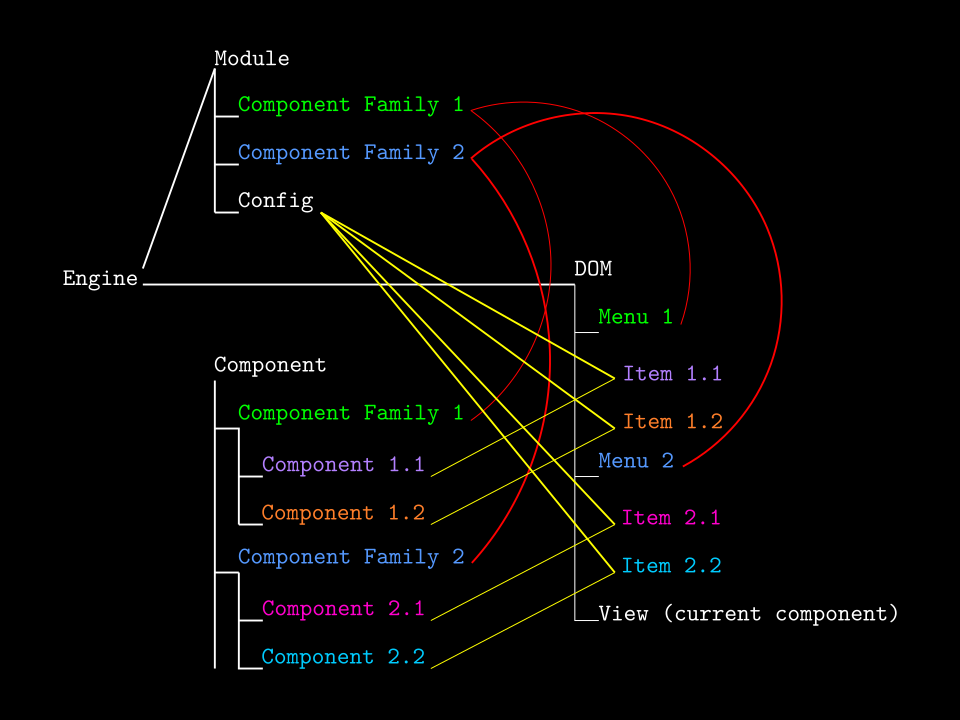 Module
Component Family 1
Component Family 2
Config
Engine
Component
Component Family 1
Component 1.1
Component 1.2
Component Family 2
Component 2.1
Component 2.2
DOM
Menu 1
Item 1.1
Item 1.2
Menu 2
Item 2.1
Item 2.2
View (current component)